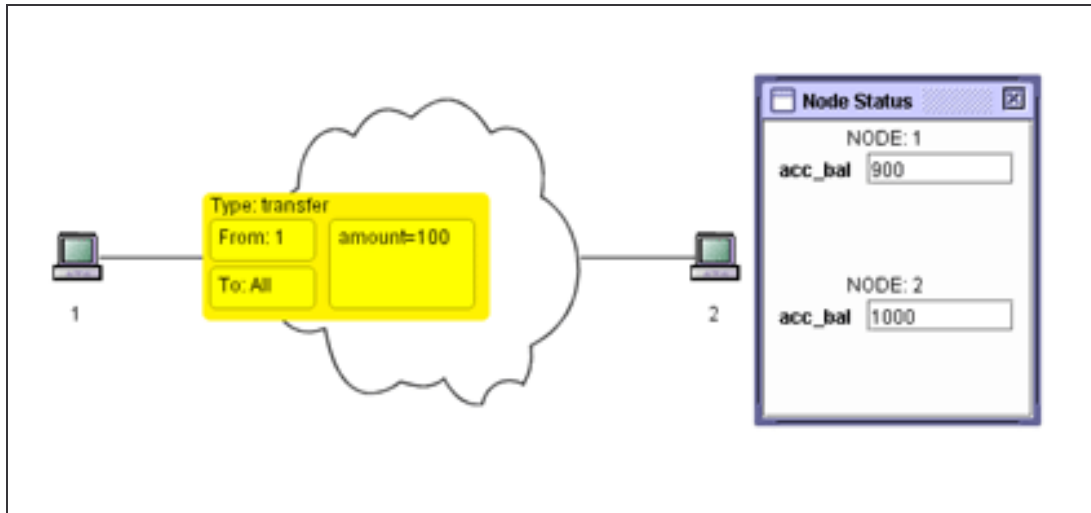 Type: transfer
From: 1
amount=100
To: All
1
2
Node Status
NODE: 1
acc_bal 900
NODE: 2
acc_bal 1000